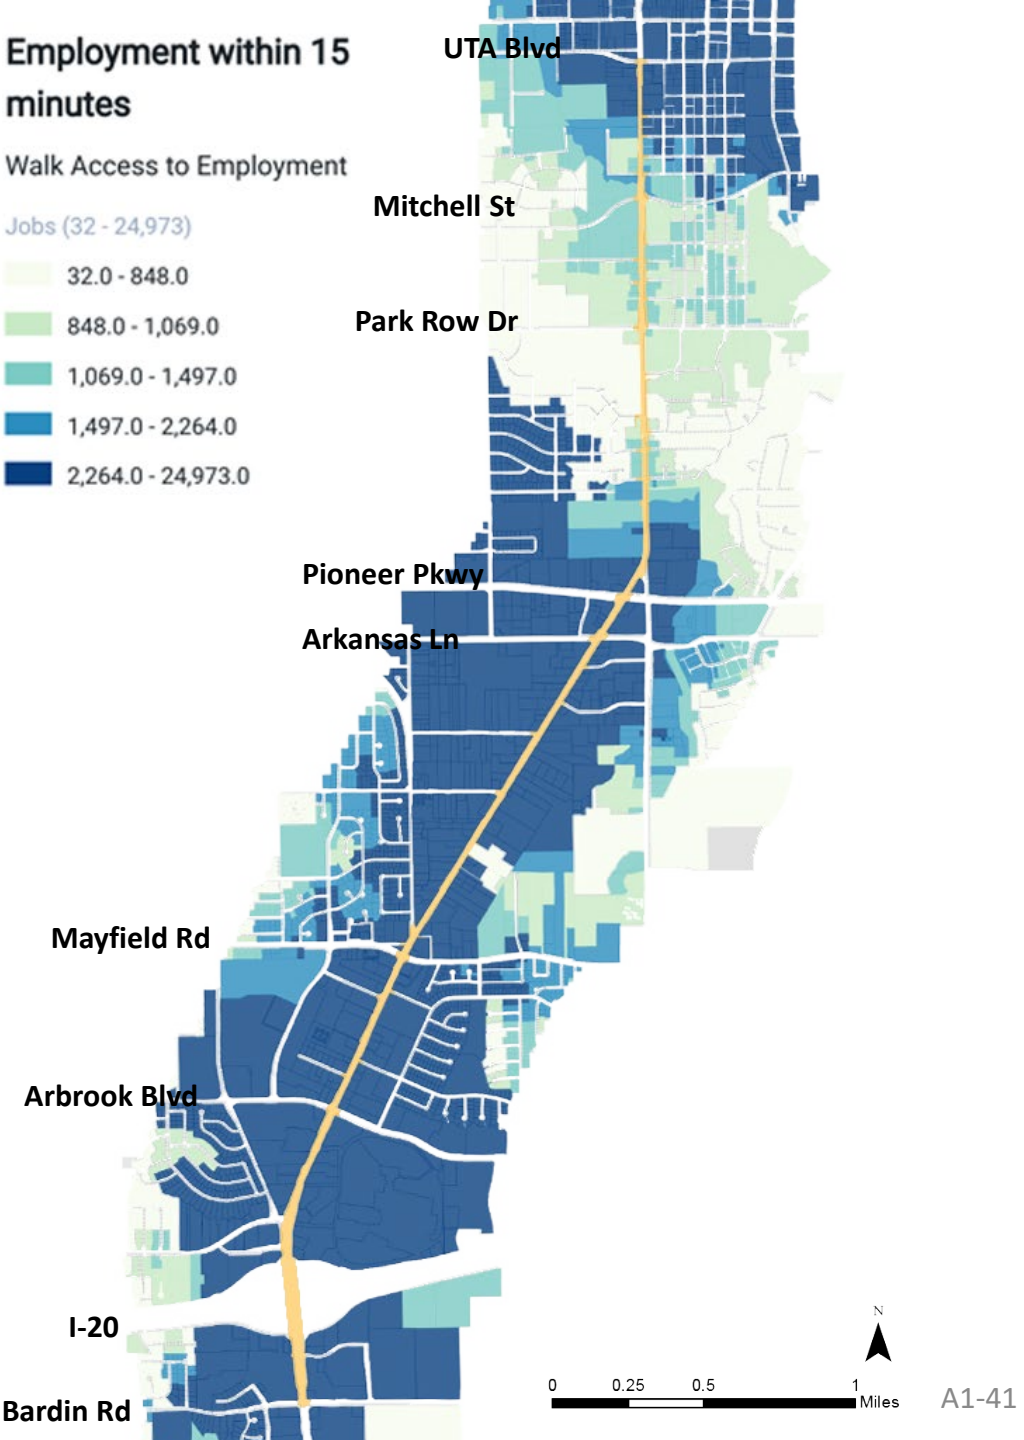 Employment within 15
minutes
Walk Access to Employment
Jobs (32 - 24,973)
32.0 - 848.0
848.0 - 1,069.0
1,069.0 - 1,497.0
1,497.0 - 2,264.0
2,264.0 - 24,973.0
UTA Blvd
Mitchell St
Park Row Dr
Pioneer Pkwy
Arkansas Ln
Mayfield Rd
Arbrook Blvd
I-20
Bardin Rd
N
0 0.25 0.5 1
Miles
A1-41